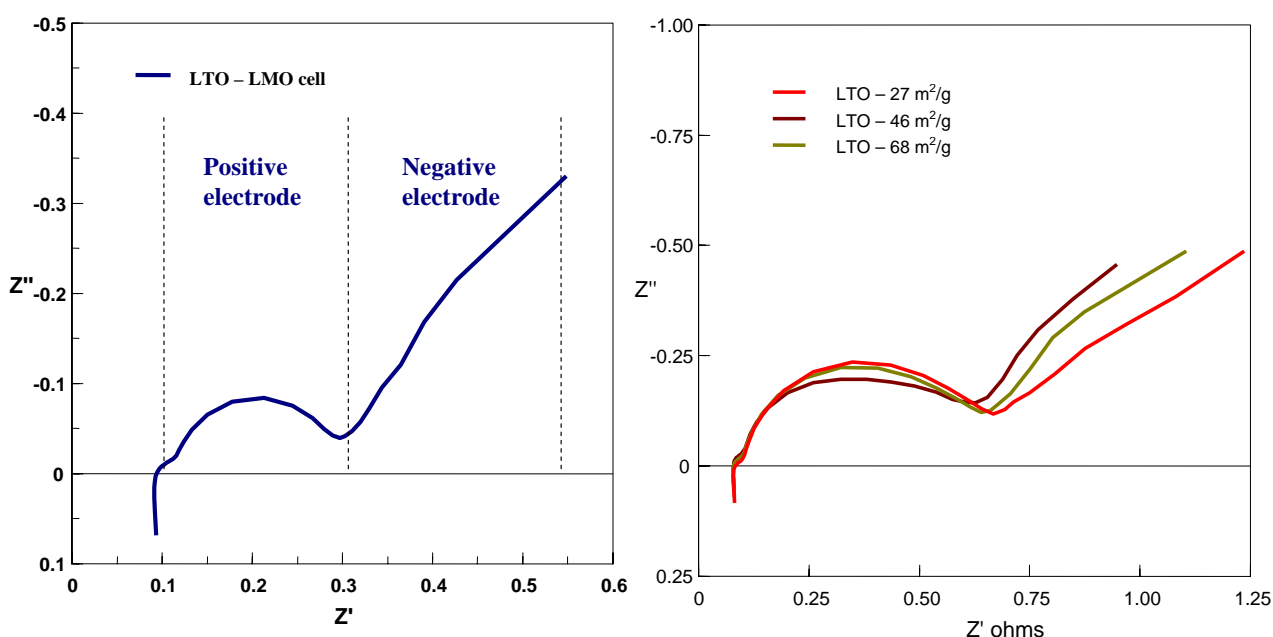 -0.5
LTO – LMO cell
-0.4
Positive
electrode
Negative
electrode
-0.3
Z''
-0.2
-0.1
0
0.1
0 0.1 0.2 0.3 0.4 0.5 0.6
Z'
-1.00
LTO – 27 m²/g
LTO – 46 m²/g
LTO – 68 m²/g
-0.75
-0.50
Z''
-0.25
0
0.25
0 0.25 0.50 0.75 1.00 1.25
Z' ohms